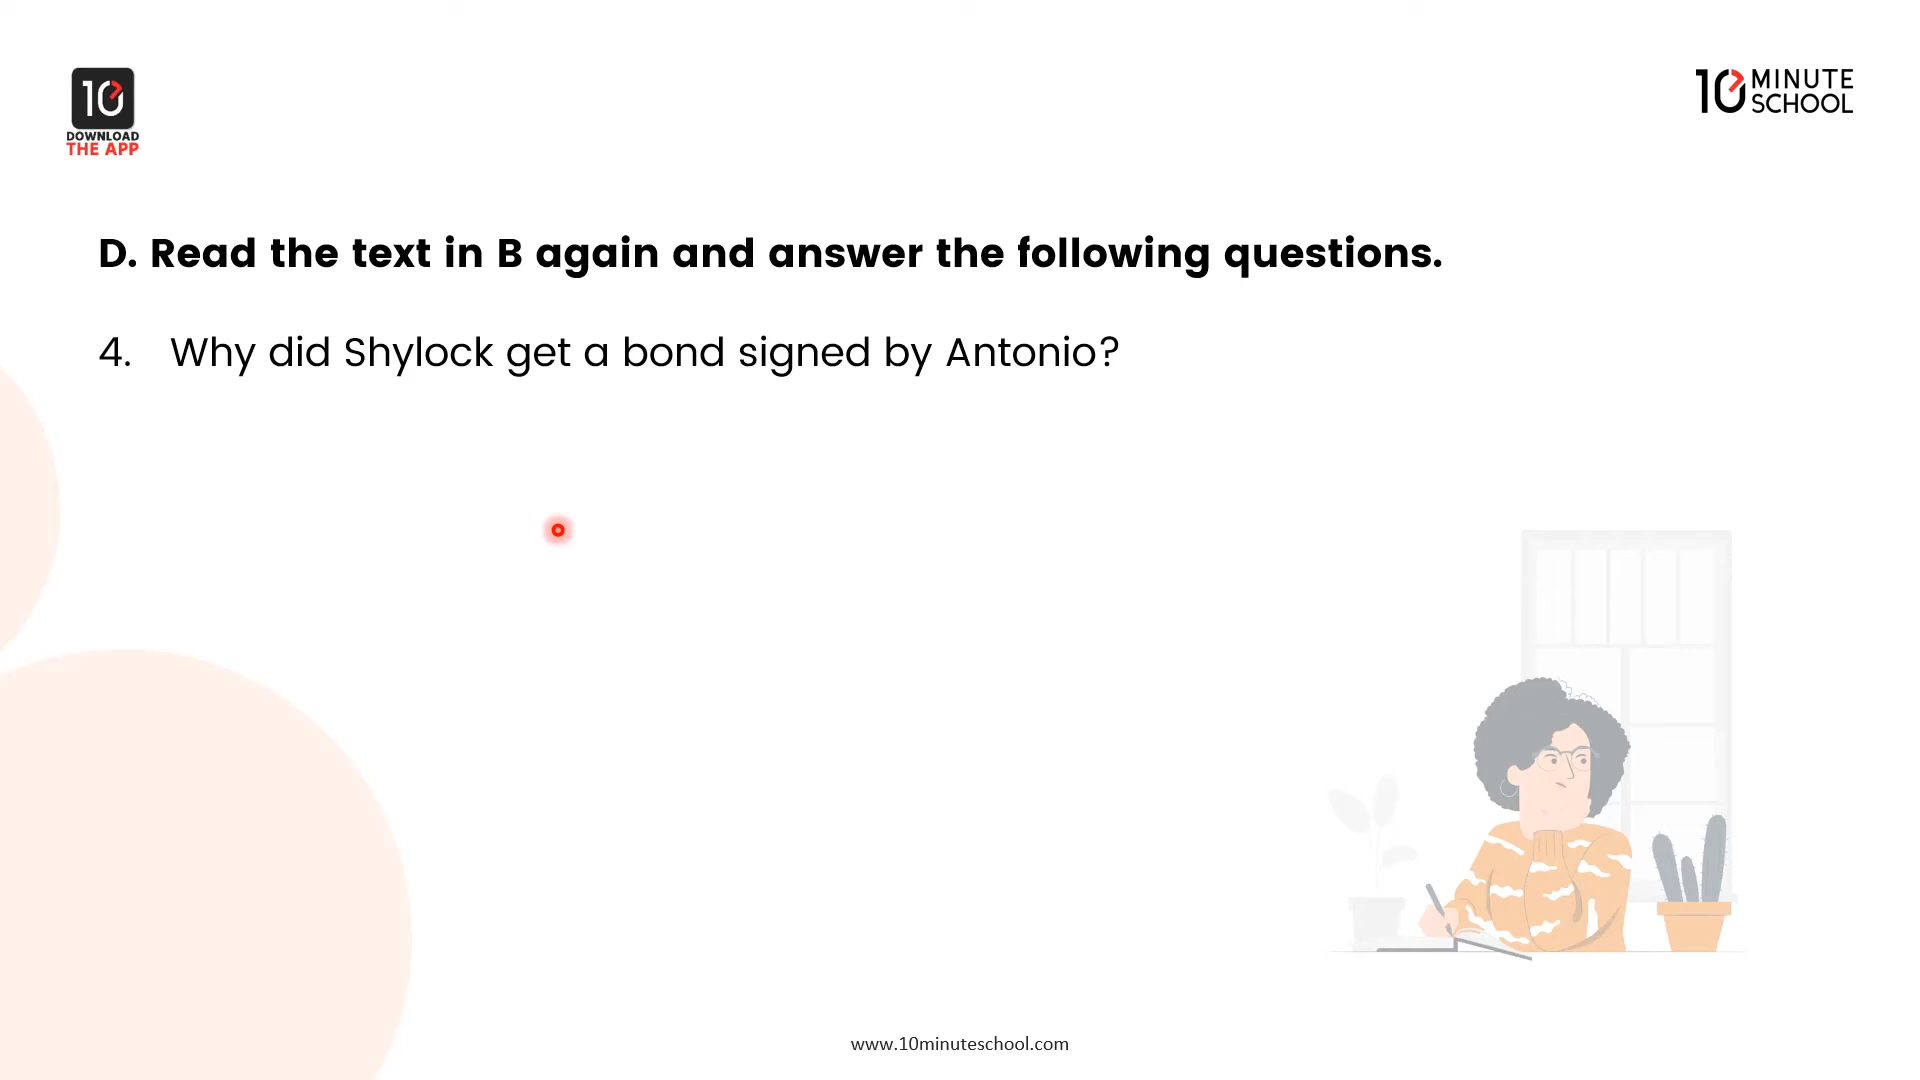 10
DOWNLOAD
THE APP
10 MINUTE
SCHOOL
D. Read the text in B again and answer the following questions.
4. Why did Shylock get a bond signed by Antonio?
www.10minuteschool.com